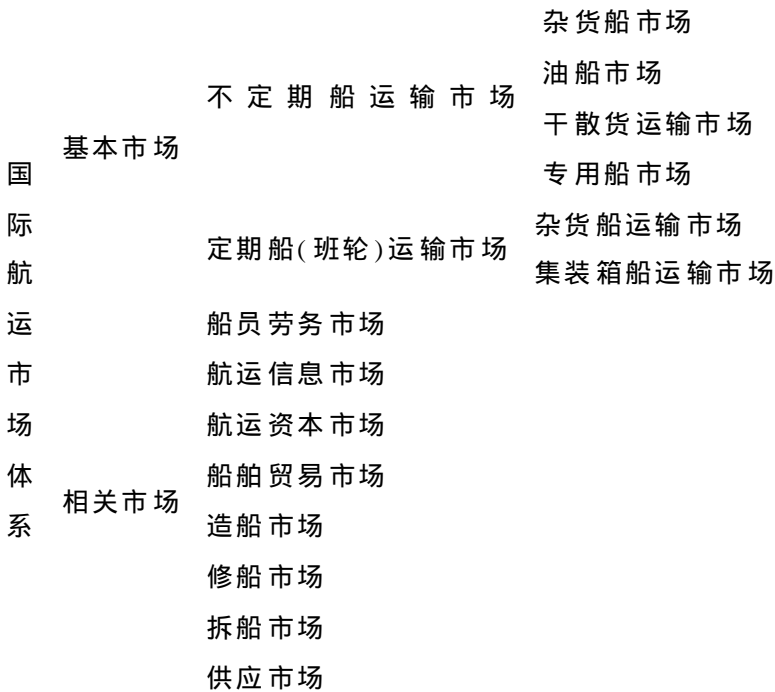 国际航运市场体系
基本市场
不定期船运输市场
杂货船市场
油船市场
干散货运输市场
专用船市场
定期船(班轮)运输市场
杂货船运输市场
集装箱船运输市场
相关市场
船员劳务市场
航运信息市场
航运资本市场
船舶贸易市场
造船市场
修船市场
拆船市场
供应市场